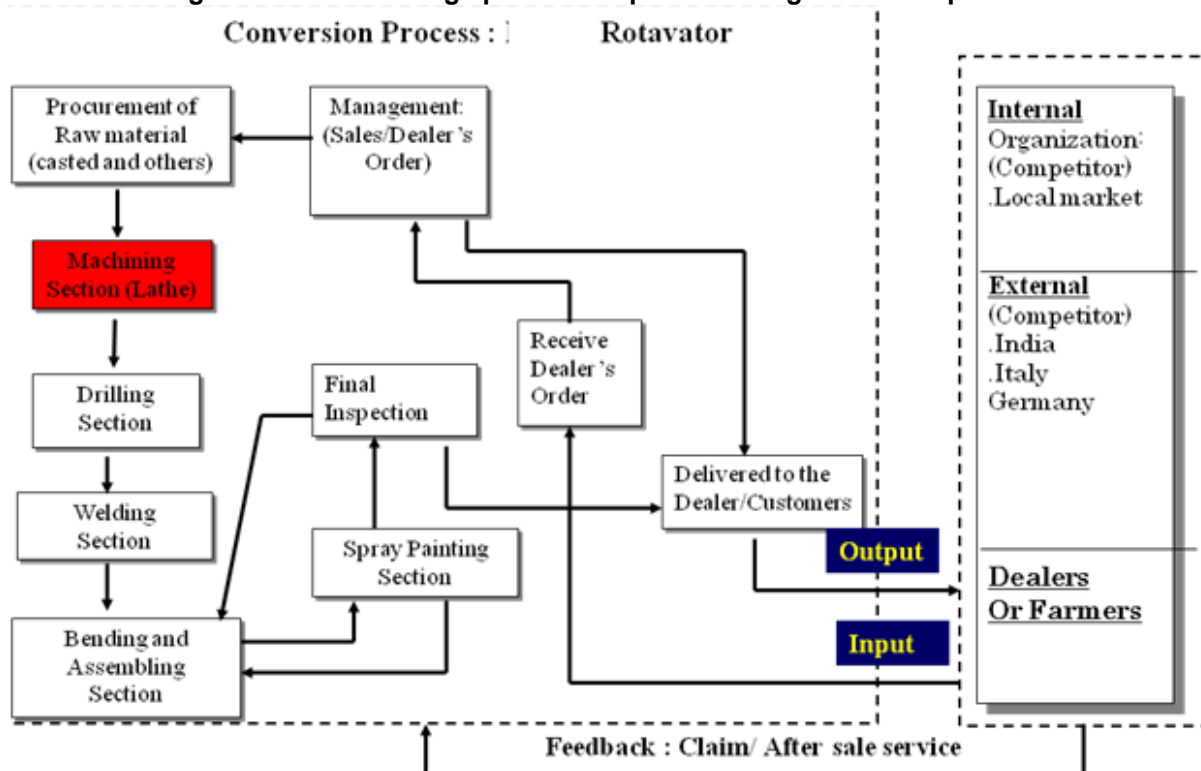 Conversion Process :
Rotavator
Procurement of
Raw material
(casted and others)
Management:
(Sales/Dealer's
Order)
Machining
Section (Lathe)
Drilling
Section
Welding
Section
Bending and
Assembling
Section
Final
Inspection
Spray Painting
Section
Receive
Dealer's
Order
Delivered to the
Dealer/Customers
Output
Input
Internal
Organization:
(Competitor)
.Local market
External
(Competitor)
.India
.Italy
Germany
Dealers
Or Farmers
Feedback : Claim/ After sale service